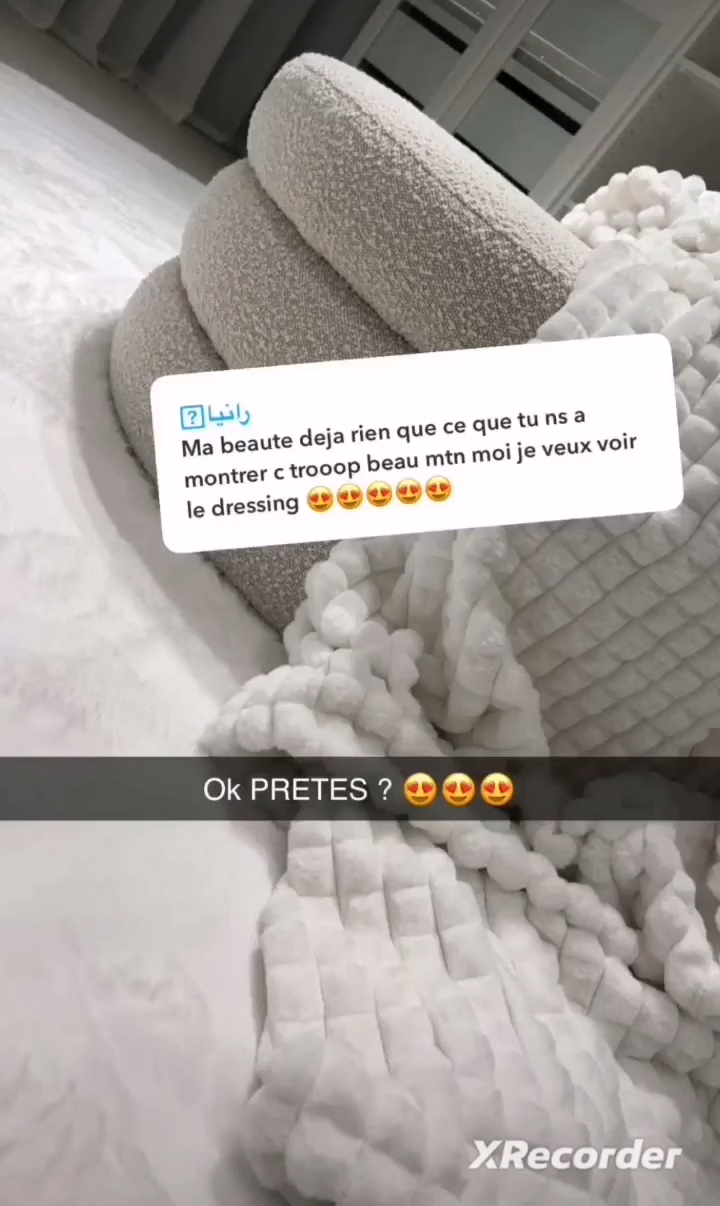 رانيا
Ma beaute deja rien que ce que tu ns a
montrer c trooop beau mtn moi je veux voir
le dressing 😍😍😍😍😍
Ok PRETES ? 😍😍😍
XRecorder